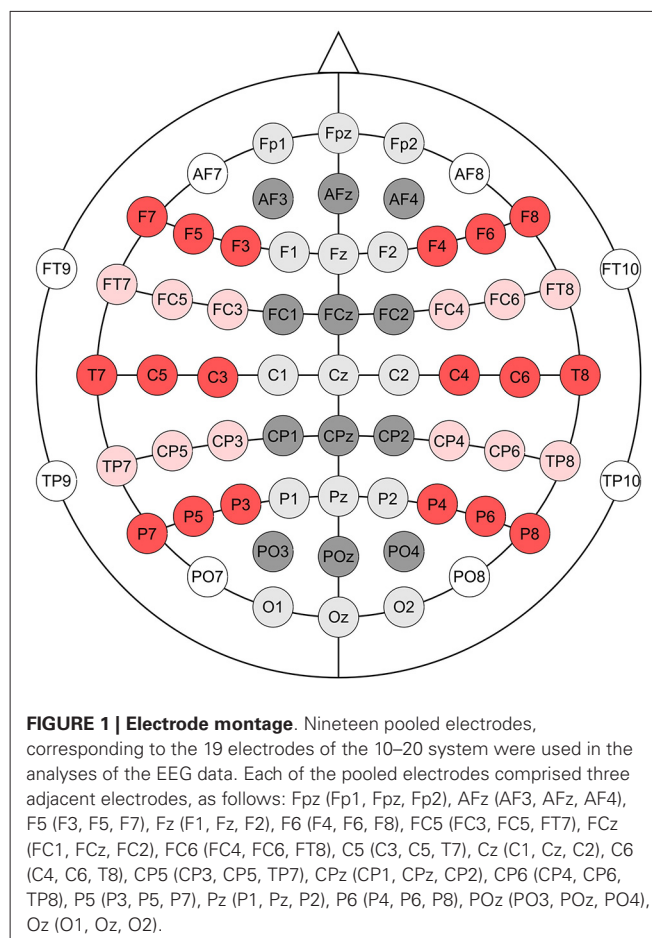 Fpz
Fp1 Fp2
AF7 AF8
AF3 AFz AF4
F7 F8
F5 F6
F3 F4
F1 Fz F2
FT9 FT10
FT7 FT8
FC5 FC6
FC3 FC4
FC1 FCz FC2
T7 C5 C3 C1 Cz C2 C4 C6 T8
CP3 CP1 CPz CP2 CP4
CP5 CP6
TP7 TP8
TP9 TP10
P1 Pz P2
P3 P4
P5 P6
P7 P8
PO3 POz PO4
PO7 PO8
O1 O2
Oz
FIGURE 1 | Electrode montage. Nineteen pooled electrodes,
corresponding to the 19 electrodes of the 10–20 system were used in the
analyses of the EEG data. Each of the pooled electrodes comprised three
adjacent electrodes, as follows: Fpz (Fp1, Fpz, Fp2), AFz (AF3, AFz, AF4),
F5 (F3, F5, F7), Fz (F1, Fz, F2), F6 (F4, F6, F8), FC5 (FC3, FC5, FT7), FCz
(FC1, FCz, FC2), FC6 (FC4, FC6, FT8), C5 (C3, C5, T7), Cz (C1, Cz, C2), C6
(C4, C6, T8), CP5 (CP3, CP5, TP7), CPz (CP1, CPz, CP2), CP6 (CP4, CP6,
TP8), P5 (P3, P5, P7), Pz (P1, Pz, P2), P6 (P4, P6, P8), POz (PO3, POz, PO4),
Oz (O1, Oz, O2).